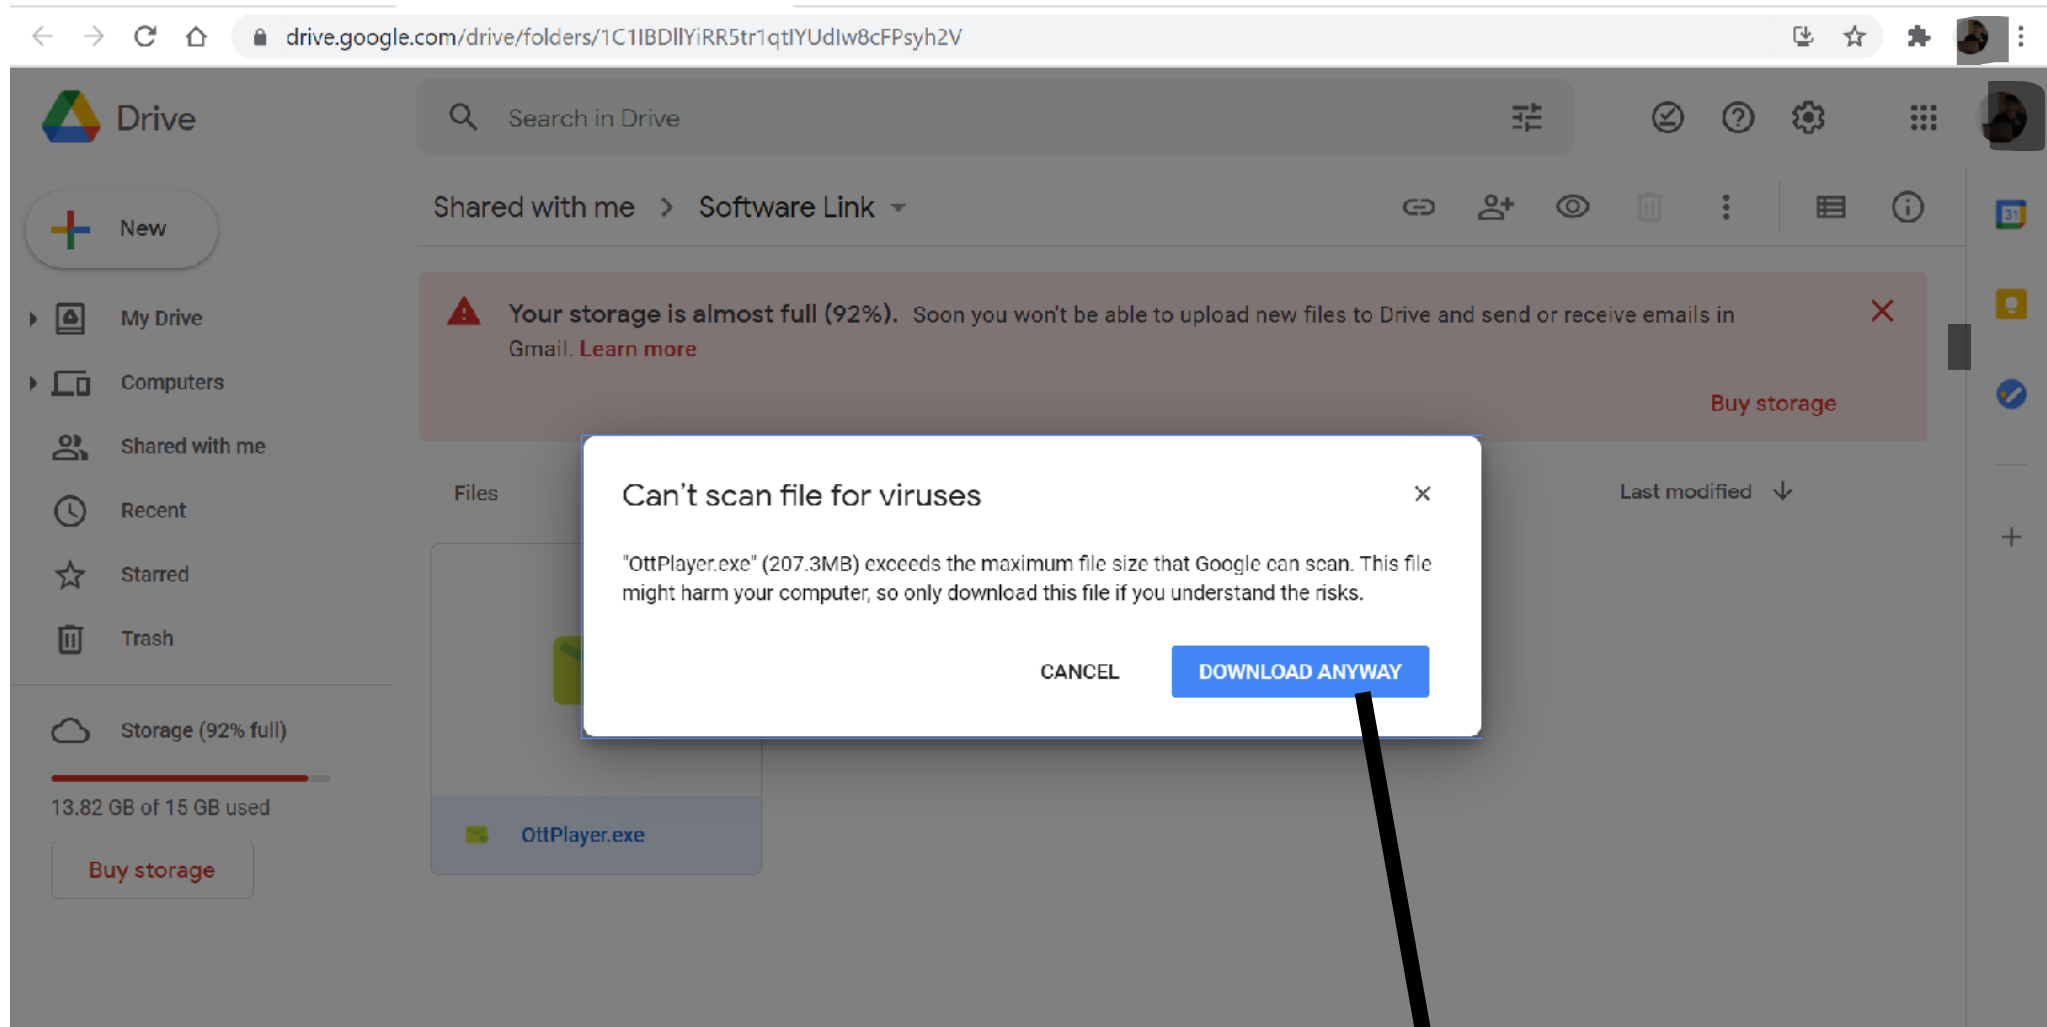 drive.google.com/drive/folders/1C1IBDllYiRR5tr1qtIYUdIw8cFPsyh2V
Drive
Search in Drive
New
Shared with me > Software Link
31
My Drive
Computers
Shared with me
Recent
Starred
Trash
Storage (92% full)
13.82 GB of 15 GB used
Buy storage
Your storage is almost full (92%). Soon you won't be able to upload new files to Drive and send or receive emails in
Gmail. Learn more
Buy storage
Files
Last modified
Can't scan file for viruses
"OttPlayer.exe" (207.3MB) exceeds the maximum file size that Google can scan. This file
might harm your computer, so only download this file if you understand the risks.
CANCEL
DOWNLOAD ANYWAY
OttPlayer.exe